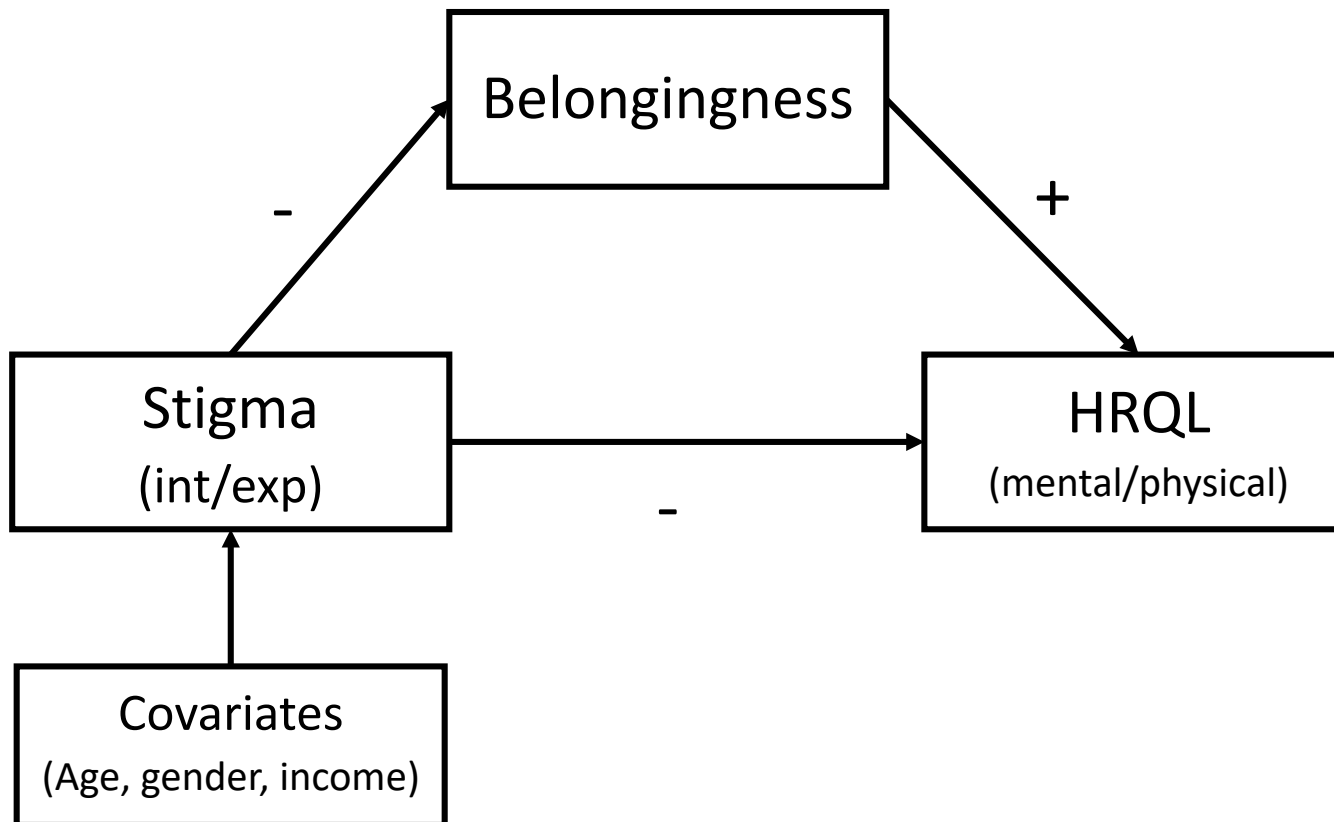 Belongingness
-
+
Stigma
(int/exp)
HRQL
(mental/physical)
-
Covariates
(Age, gender, income)